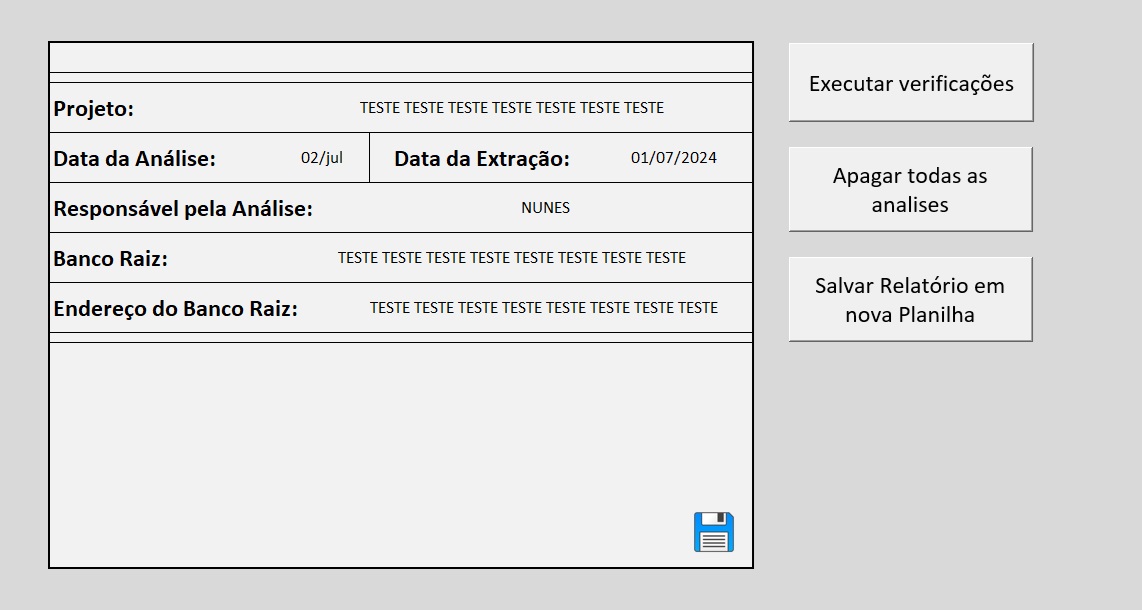 Projeto: TESTE TESTE TESTE TESTE TESTE TESTE TESTE
Data da Análise: 02/jul Data da Extração: 01/07/2024
Responsável pela Análise: NUNES
Banco Raiz: TESTE TESTE TESTE TESTE TESTE TESTE TESTE TESTE
Endereço do Banco Raiz: TESTE TESTE TESTE TESTE TESTE TESTE TESTE TESTE
Executar verificações
Apagar todas as
analises
Salvar Relatório em
nova Planilha